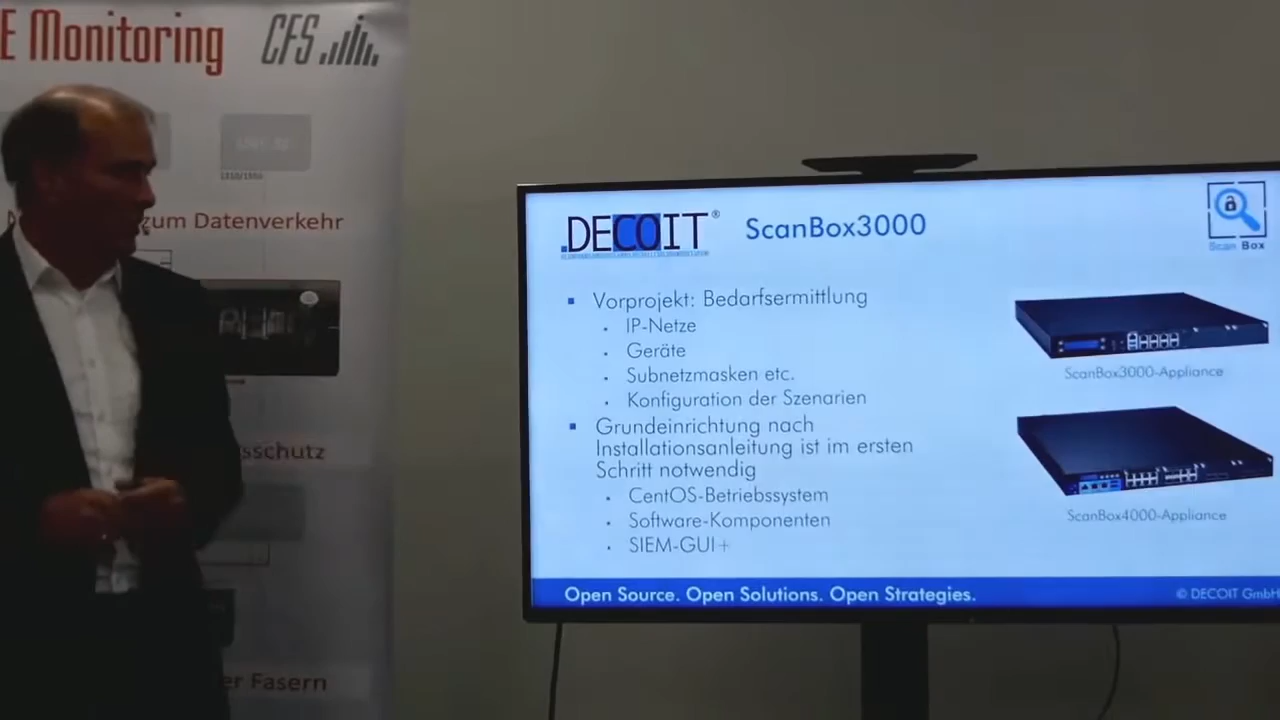 E Monitoring
CFS
zum Datenverkehr
sschutz
er Fasern
.DECOIT®
ScanBox3000
Scan Box
Vorprojekt: Bedarfsermittlung
IP-Netze
Geräte
Subnetzmasken etc.
Konfiguration der Szenarien
Grundeinrichtung nach
Installationsanleitung ist im ersten
Schritt notwendig
CentOS-Betriebssystem
Software-Komponenten
SIEM-GUI+
ScanBox3000-Appliance
ScanBox4000-Appliance
Open Source. Open Solutions. Open Strategies.
© DECOIT GmbH